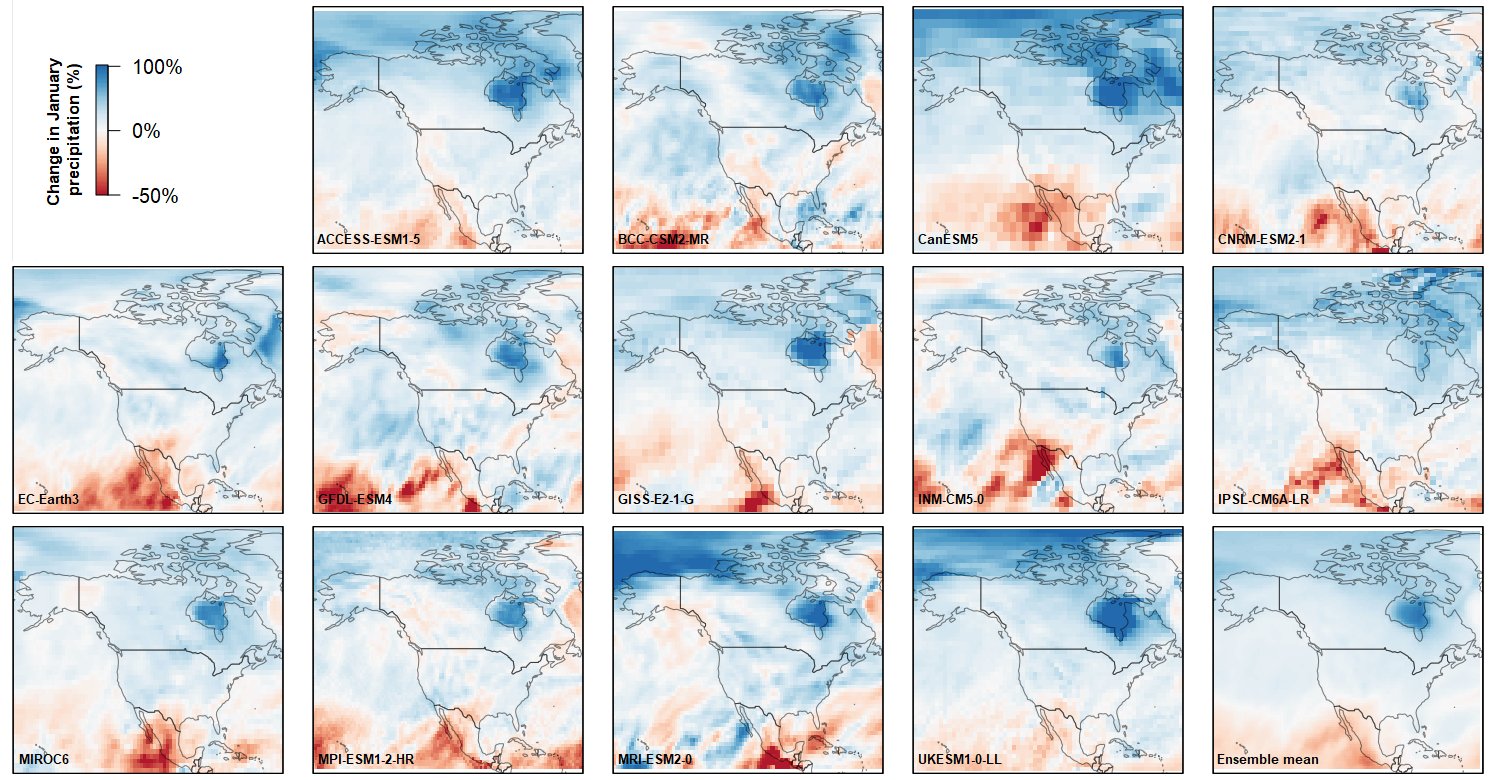 Change in January
precipitation (%)
100%
0%
-50%
ACCESS-ESM1-5
BCC-CSM2-MR
CanESM5
CNRM-ESM2-1
EC-Earth3
GFDL-ESM4
GISS-E2-1-G
INM-CM5-0
IPSL-CM6A-LR
MIROC6
MPI-ESM1-2-HR
MRI-ESM2-0
UKESM1-0-LL
Ensemble mean